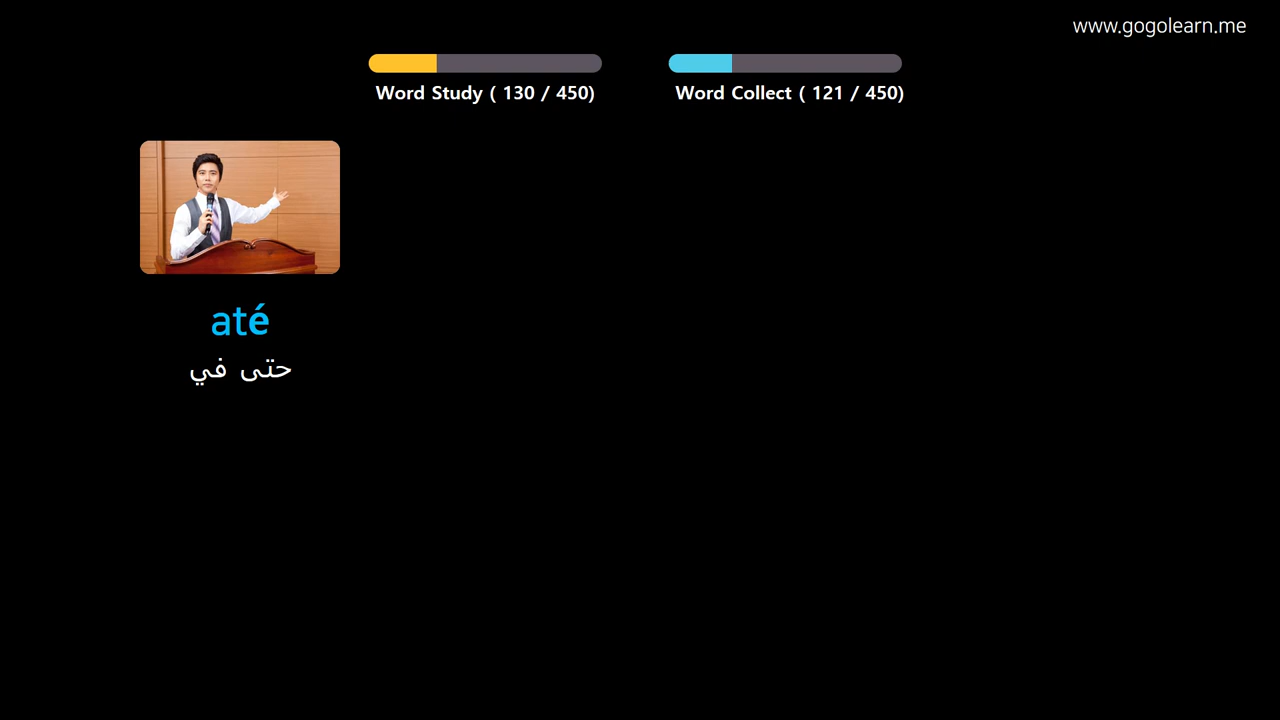 www.gogolearn.me
Word Study ( 130 / 450)
Word Collect ( 121 / 450)
até
حتى في